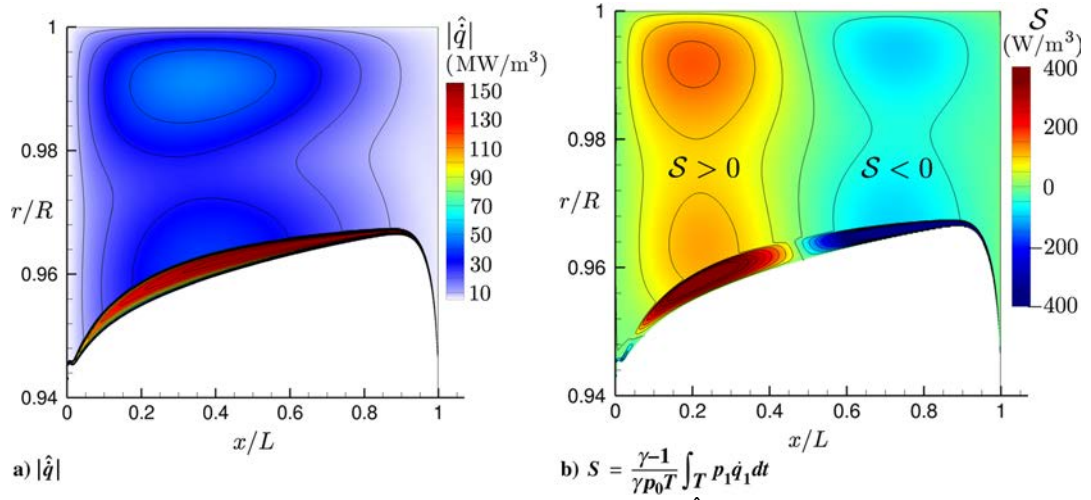 |q̂̇|
(MW/m³)
150
130
110
90
70
50
30
10
1
0.98
r/R
0.96
0.94
0 0.2 0.4 0.6 0.8 1
x/L
a) |q̂̇|
S
(W/m³)
400
200
0
−200
−400
1
0.98
r/R
0.96
0.94
S > 0
S < 0
0 0.2 0.4 0.6 0.8 1
x/L
b) S = γ−1/γp₀T ∫_T p₁q̇₁dt